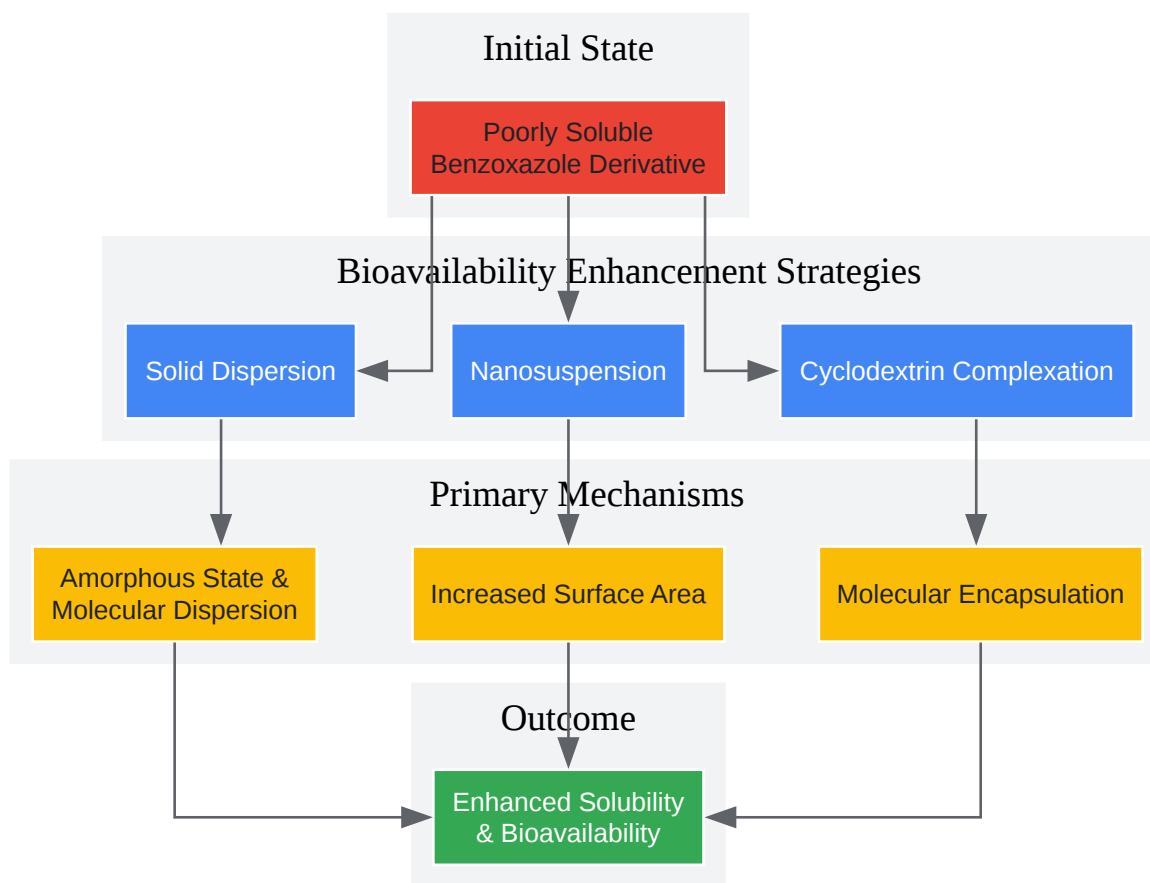 Initial State
Poorly Soluble
Benzoxazole Derivative
Bioavailability Enhancement Strategies
Solid Dispersion
Nanosuspension
Cyclodextrin Complexation
Primary Mechanisms
Amorphous State &
Molecular Dispersion
Increased Surface Area
Molecular Encapsulation
Outcome
Enhanced Solubility
& Bioavailability